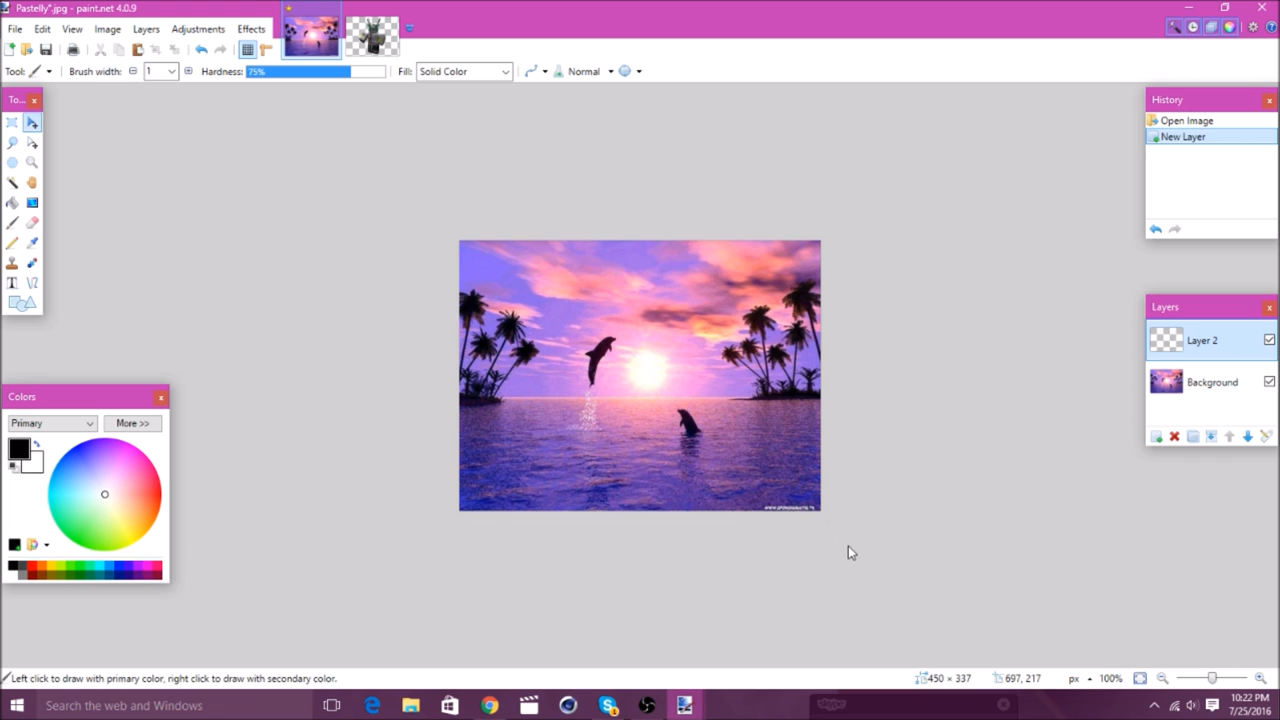 Pastelly*.jpg - paint.net 4.0.9
File Edit View Image Layers Adjustments Effects
Tool: Brush width: 1 Hardness: 75% Fill: Solid Color Normal
To...
History
Open Image
New Layer
Layers
Layer 2
Background
Colors
Primary More >>
Left click to draw with primary color, right click to draw with secondary color.
450 × 337 697, 217 px 100%
Search the web and Windows
10:22 PM
7/25/2016